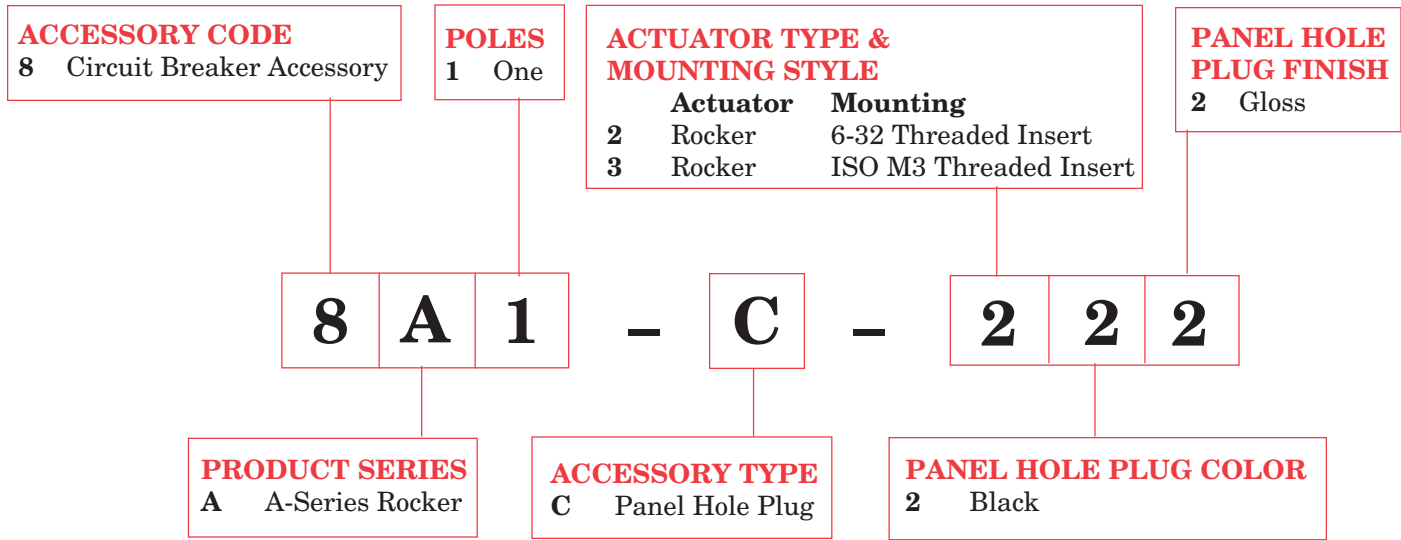 ACCESSORY CODE
8 Circuit Breaker Accessory
POLES
1 One
ACTUATOR TYPE &
MOUNTING STYLE
Actuator Mounting
2 Rocker 6-32 Threaded Insert
3 Rocker ISO M3 Threaded Insert
PANEL HOLE
PLUG FINISH
2 Gloss
8 A 1 – C – 2 2 2
PRODUCT SERIES
A A-Series Rocker
ACCESSORY TYPE
C Panel Hole Plug
PANEL HOLE PLUG COLOR
2 Black